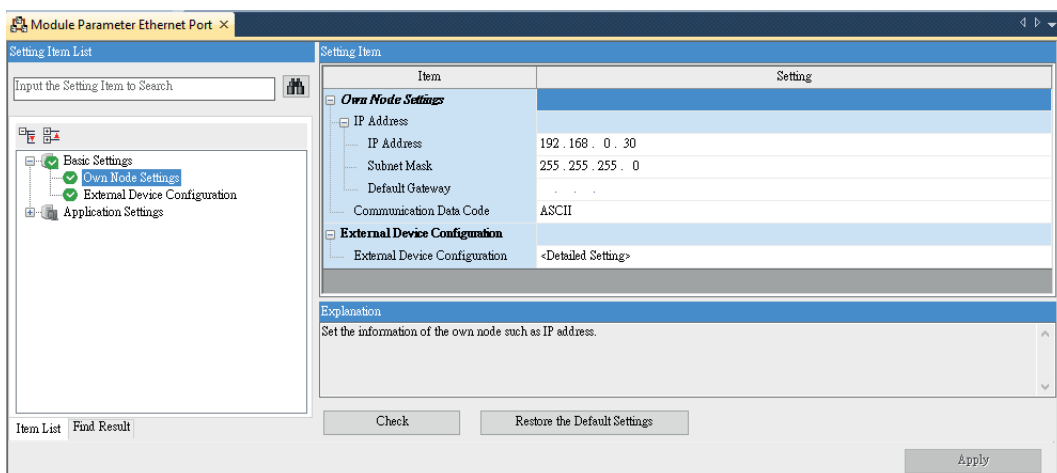 Module Parameter Ethernet Port
Setting Item List
Input the Setting Item to Search
Basic Settings
Own Node Settings
External Device Configuration
Application Settings
Item List Find Result
Setting Item
Item Setting
Own Node Settings
IP Address
IP Address 192 . 168 . 0 . 30
Subnet Mask 255 . 255 . 255 . 0
Default Gateway . . .
Communication Data Code ASCII
External Device Configuration
External Device Configuration <Detailed Setting>
Explanation
Set the information of the own node such as IP address.
Check Restore the Default Settings
Apply